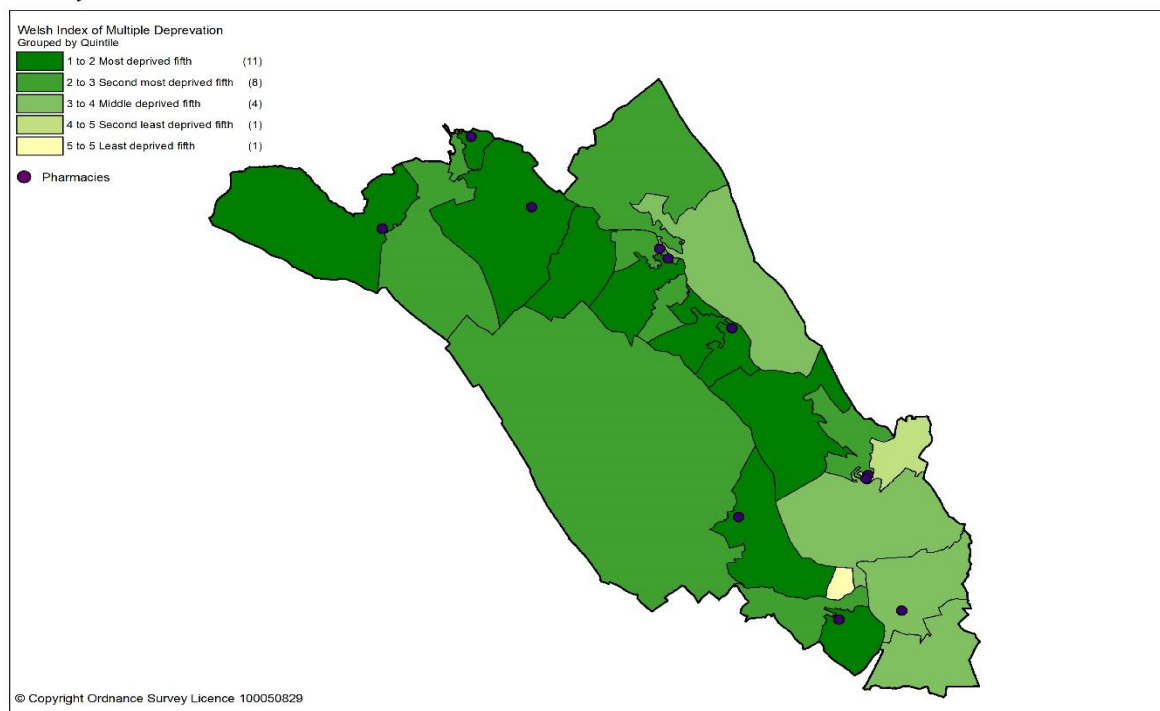 Welsh Index of Multiple Deprevation
Grouped by Quintile
1 to 2 Most deprived fifth (11)
2 to 3 Second most deprived fifth (8)
3 to 4 Middle deprived fifth (4)
4 to 5 Second least deprived fifth (1)
5 to 5 Least deprived fifth (1)
Pharmacies
© Copyright Ordnance Survey Licence 100050829